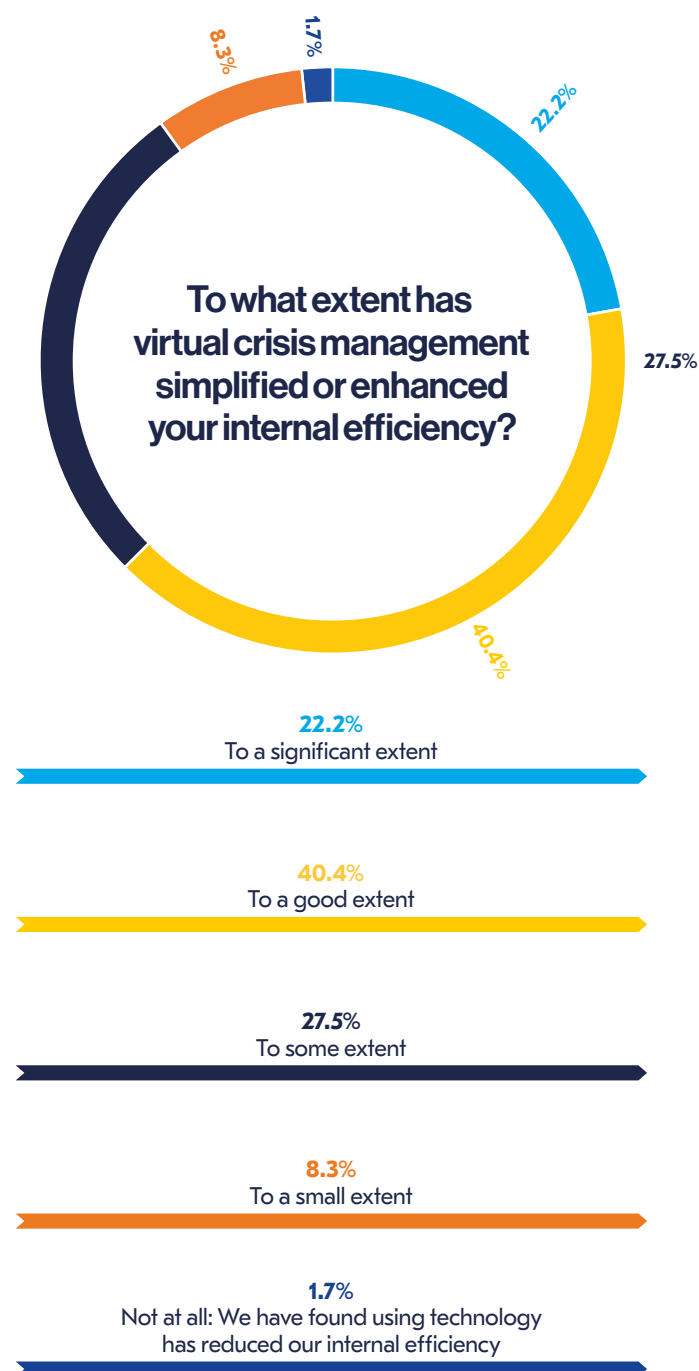 1.7%
8.3%
22.2%
To what extent has
virtual crisis management
simplified or enhanced
your internal efficiency?
27.5%
40.4%
22.2%
To a significant extent
40.4%
To a good extent
27.5%
To some extent
8.3%
To a small extent
1.7%
Not at all: We have found using technology
has reduced our internal efficiency